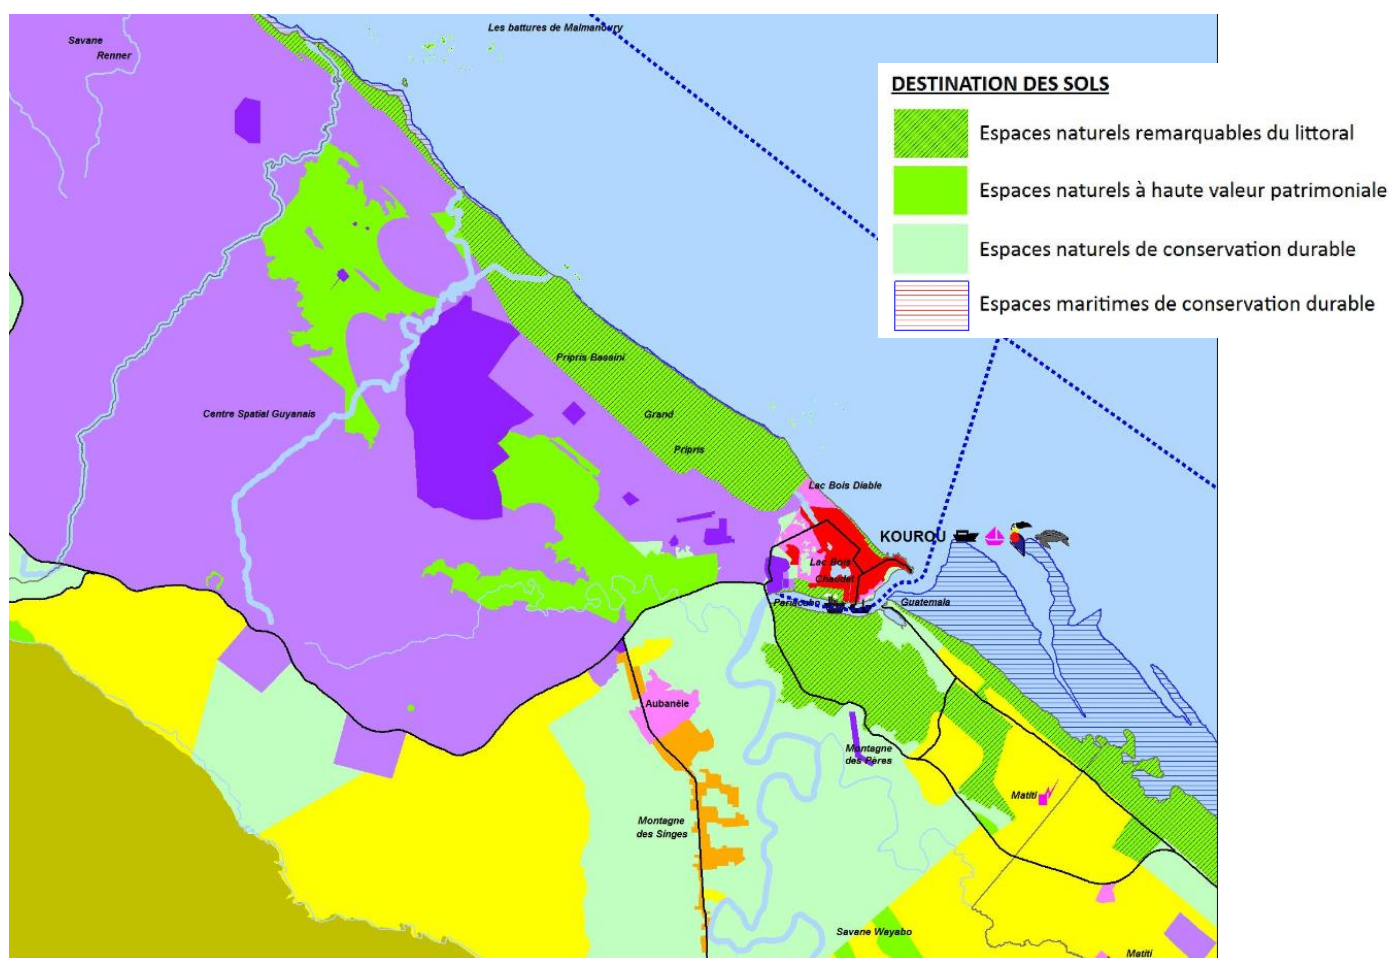 Savane
Renner
Les battures de Malmanoury
DESTINATION DES SOLS
Espaces naturels remarquables du littoral
Espaces naturels à haute valeur patrimoniale
Espaces naturels de conservation durable
Espaces maritimes de conservation durable
Pripris Bassini
Centre Spatial Guyanais
Grand
Pripris
Lac Bois Diable
KOUROU
Lac Bois
Chaudat
Pariacabo
Guatemala
Aubanèle
Montagne
des Pères
Matiti
Montagne
des Singes
Savane Wayabo
Matiti